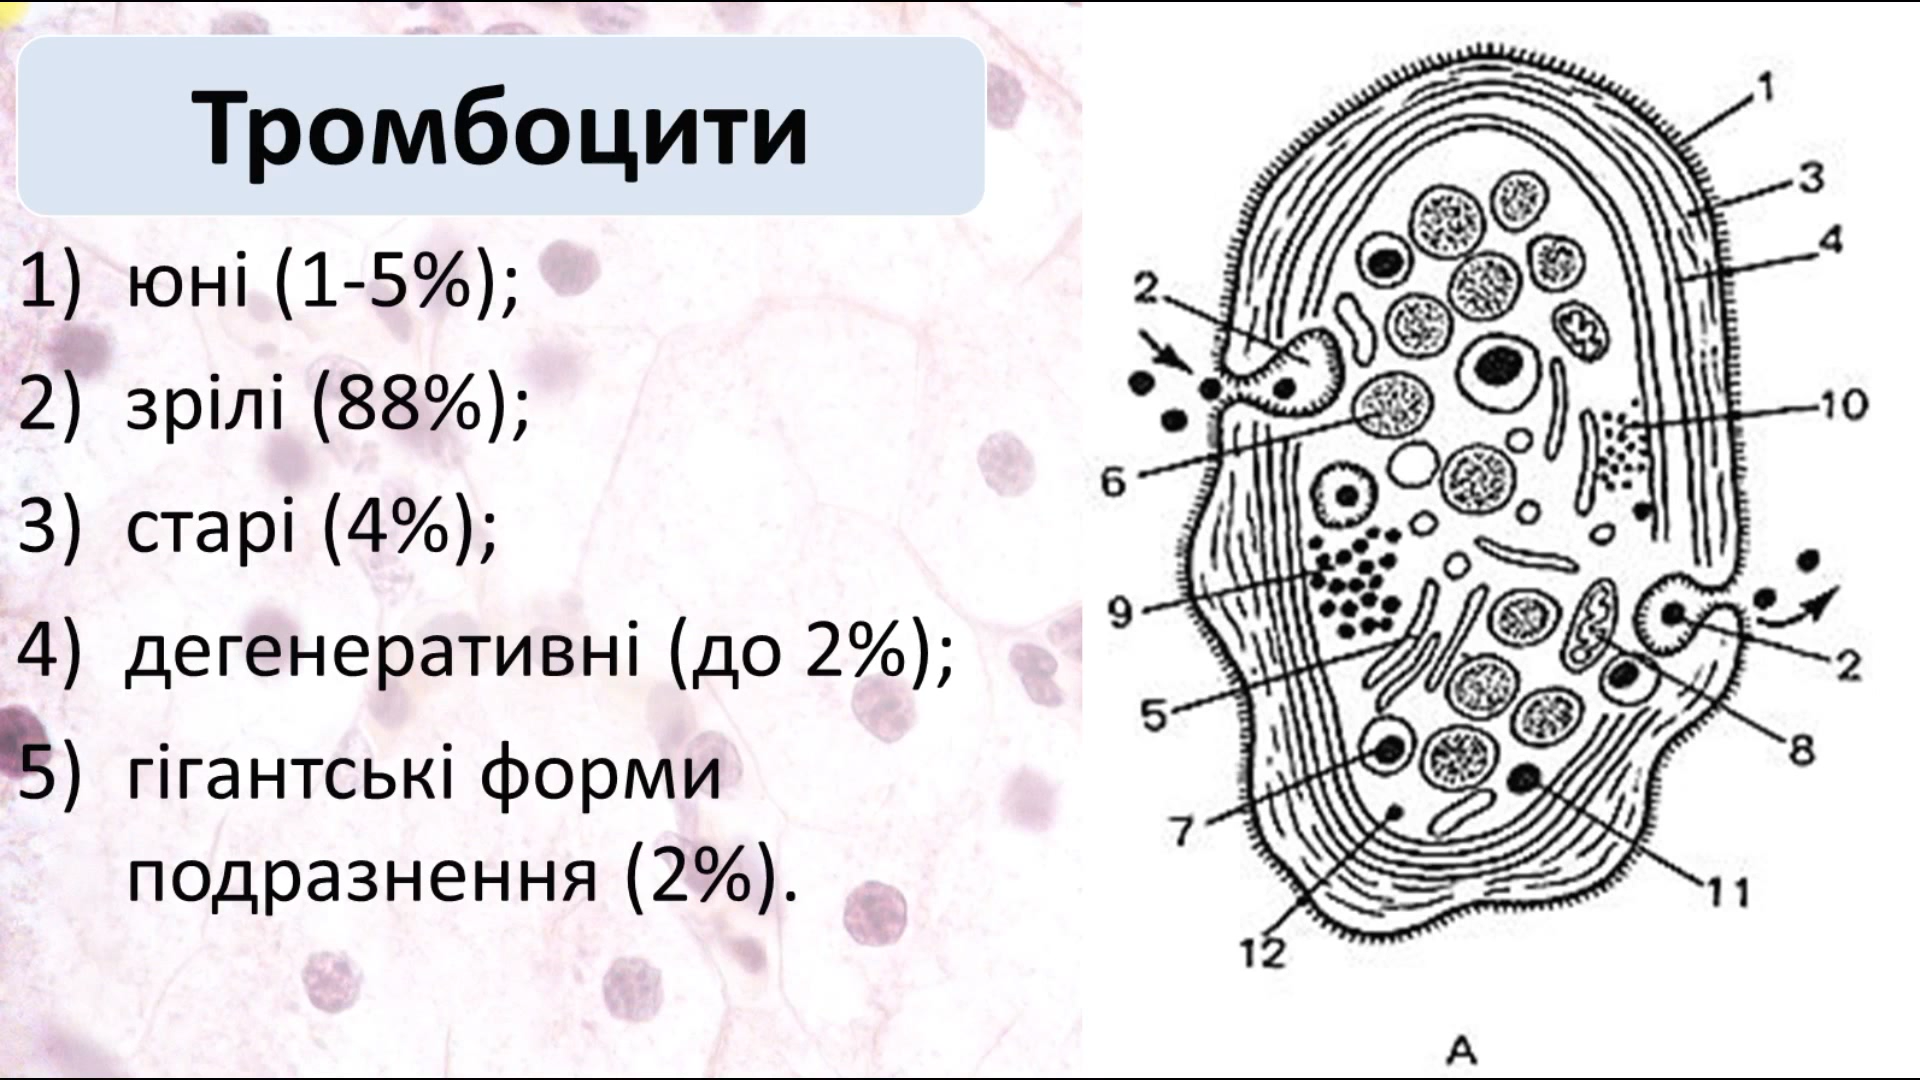 Тромбоцити
1) юні (1-5%);
2) зрілі (88%);
3) старі (4%);
4) дегенеративні (до 2%);
5) гігантські форми
подразнення (2%).
1
3
4
2
10
6
9
2
5
8
7
11
12
А